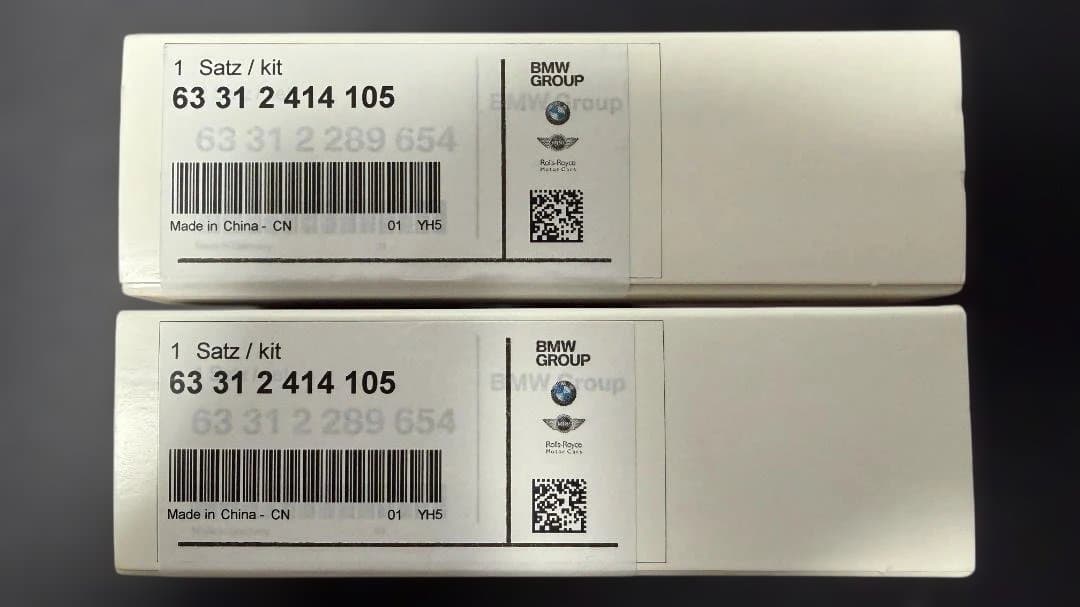 1 Satz / kit
63 31 2 414 105
BMW
GROUP
BMW Group
63 31 2 289 654
MINI
Rolls-Royce
Motor Cars
Made in China - CN 01 YH5
1 Satz / kit
63 31 2 414 105
BMW
GROUP
BMW Group
63 31 2 289 654
MINI
Rolls-Royce
Motor Cars
Made in China - CN 01 YH5